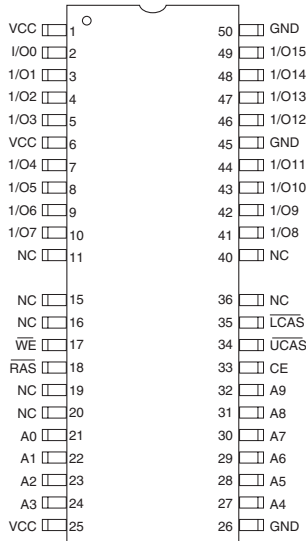 VCC 1 50 GND
I/O0 2 49 1/O15
1/O1 3 48 1/O14
1/O2 4 47 1/O13
1/O3 5 46 1/O12
VCC 6 45 GND
1/O4 7 44 1/O11
1/O5 8 43 1/O10
1/O6 9 42 1/O9
1/O7 10 41 1/O8
NC 11 40 NC
NC 15 36 NC
NC 16 35 LCAS
WE 17 34 UCAS
RAS 18 33 CE
NC 19 32 A9
NC 20 31 A8
A0 21 30 A7
A1 22 29 A6
A2 23 28 A5
A3 24 27 A4
VCC 25 26 GND